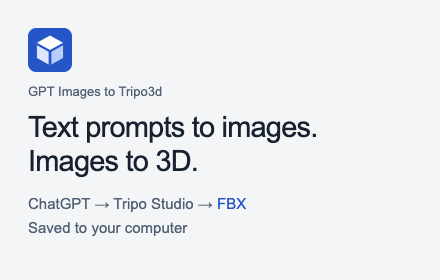 GPT Images to Tripo3d
Text prompts to images.
Images to 3D.
ChatGPT → Tripo Studio → FBX
Saved to your computer